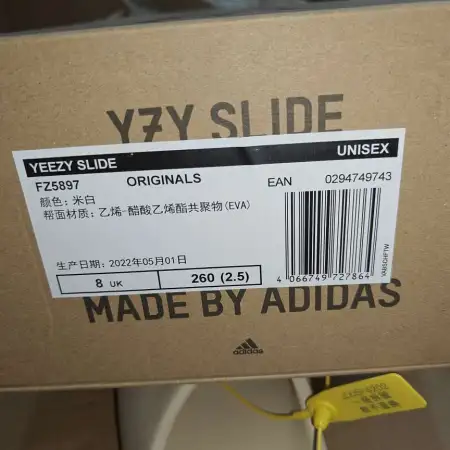 Y7Y SLIDE
YEEZY SLIDE UNISEX
FZ5897 ORIGINALS EAN 0294749743
颜色: 米白
帮面材质: 乙烯-醋酸乙烯酯共聚物(EVA)
生产日期: 2022年05月01日
8 UK 260 (2.5)
4 066749 727864
MADE BY ADIDAS
adidas